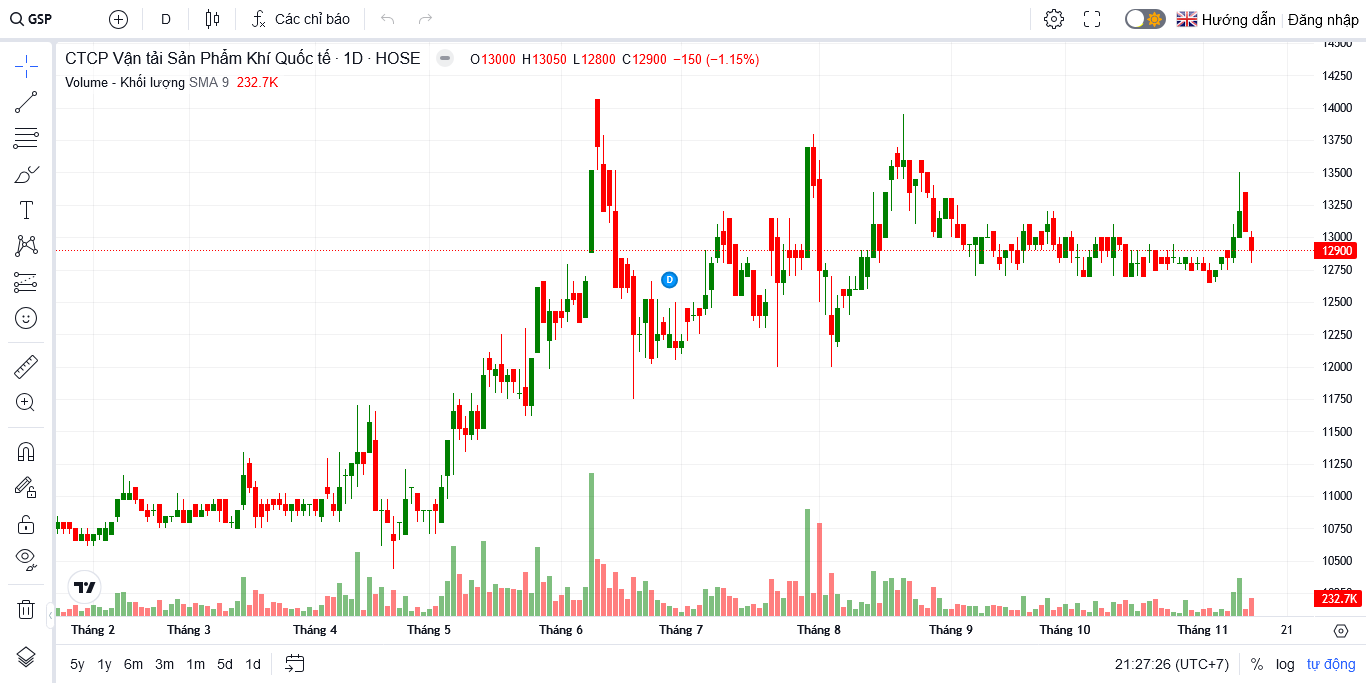 GSP D Các chỉ báo Hướng dẫn Đăng nhập
CTCP Vận tải Sản Phẩm Khí Quốc tế · 1D · HOSE O13000 H13050 L12800 C12900 −150 (−1.15%)
Volume - Khối lượng SMA 9 232.7K
14500
14250
14000
13750
13500
13250
13000
12900
12750
12500
12250
12000
11750
11500
11250
11000
10750
10500
232.7K
D
Tháng 2 Tháng 3 Tháng 4 Tháng 5 Tháng 6 Tháng 7 Tháng 8 Tháng 9 Tháng 10 Tháng 11 21
5y 1y 6m 3m 1m 5d 1d 21:27:26 (UTC+7) % log tự động